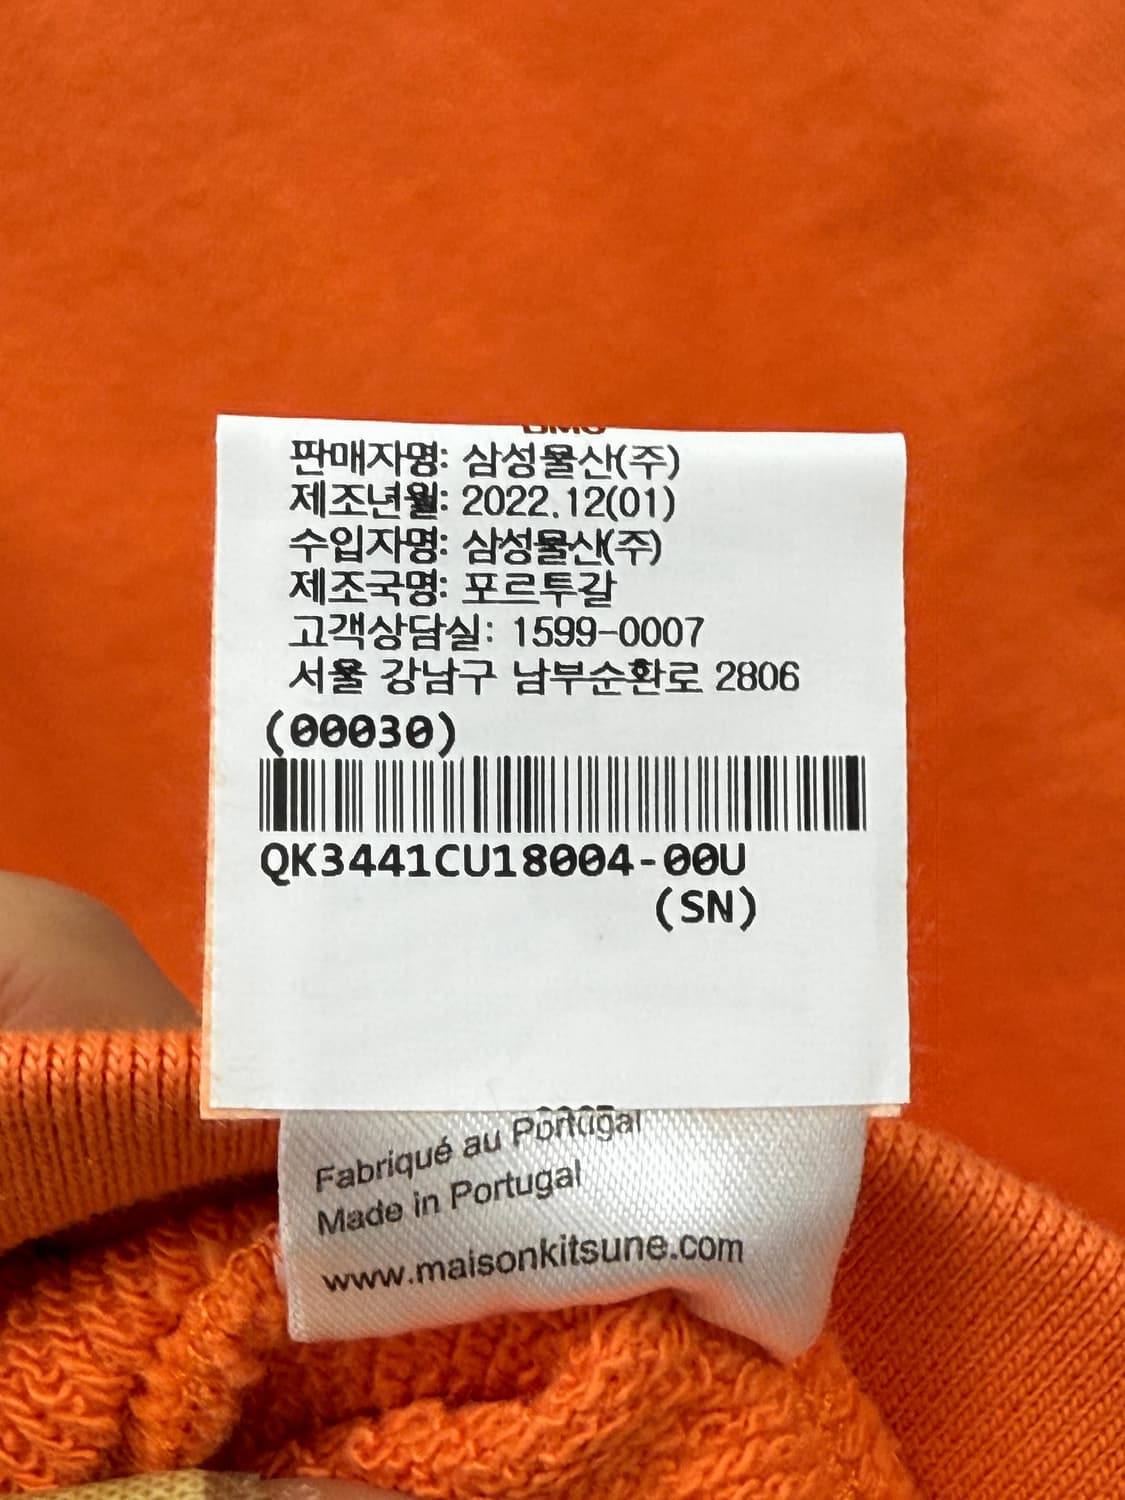 판매자명: 삼성물산(주)
제조년월: 2022.12(01)
수입자명: 삼성물산(주)
제조국명: 포르투갈
고객상담실: 1599-0007
서울 강남구 남부순환로 2806
(00030)
QK3441CU18004-00U
(SN)
Fabriqué au Portugal
Made in Portugal
www.maisonkitsune.com